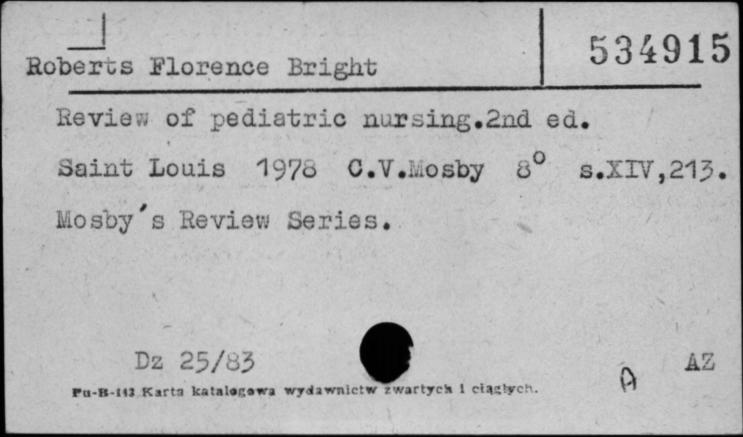 534915
Roberts Florence Bright
Review of pediatric nursing.2nd ed.
Saint Louis 1978 C.V.Mosby 8° s.XIV,213.
Mosby's Review Series.
Dz 25/83
AZ
A
Pu-B-143 Karta katalogowa wydawnictw zwartych i ciągłych.